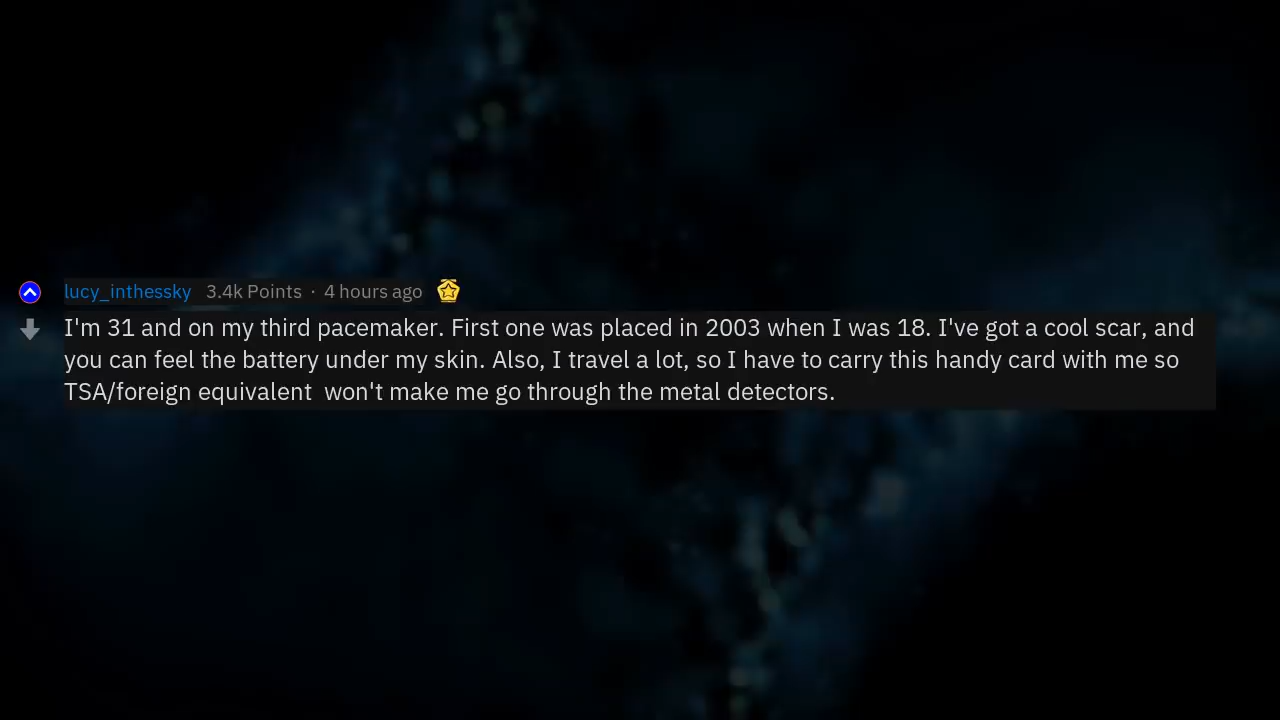 lucy_inthessky 3.4k Points · 4 hours ago
I'm 31 and on my third pacemaker. First one was placed in 2003 when I was 18. I've got a cool scar, and
you can feel the battery under my skin. Also, I travel a lot, so I have to carry this handy card with me so
TSA/foreign equivalent  won't make me go through the metal detectors.